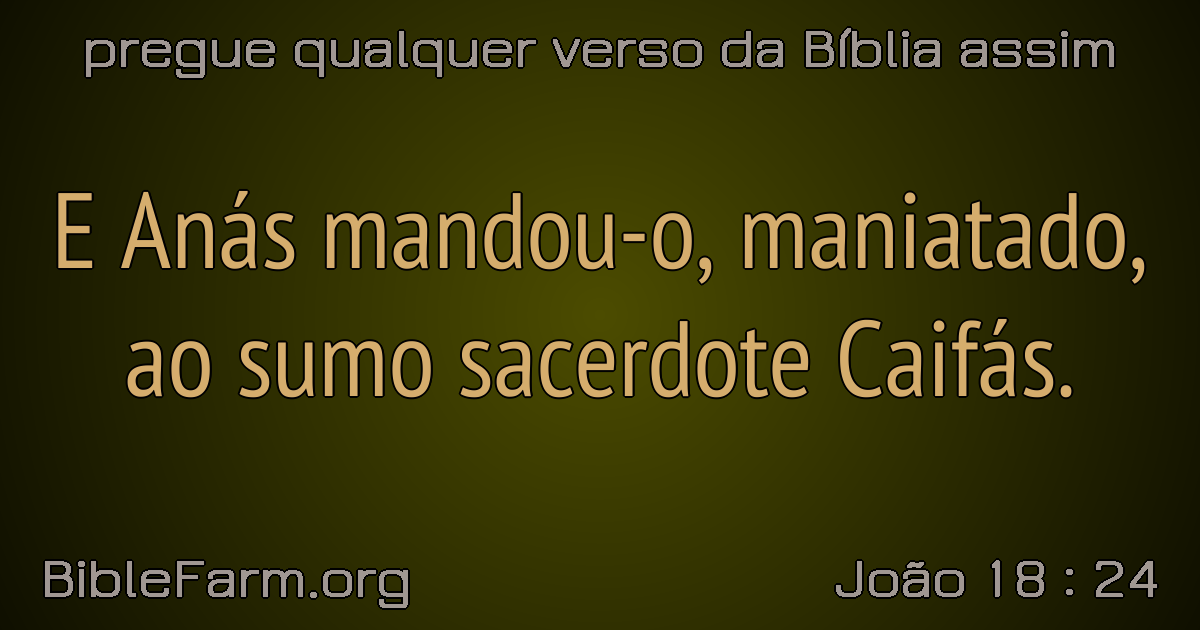 pregue qualquer verso da Bíblia assim
E Anás mandou-o, maniatado,
ao sumo sacerdote Caifás.
BibleFarm.org
João 18 : 24